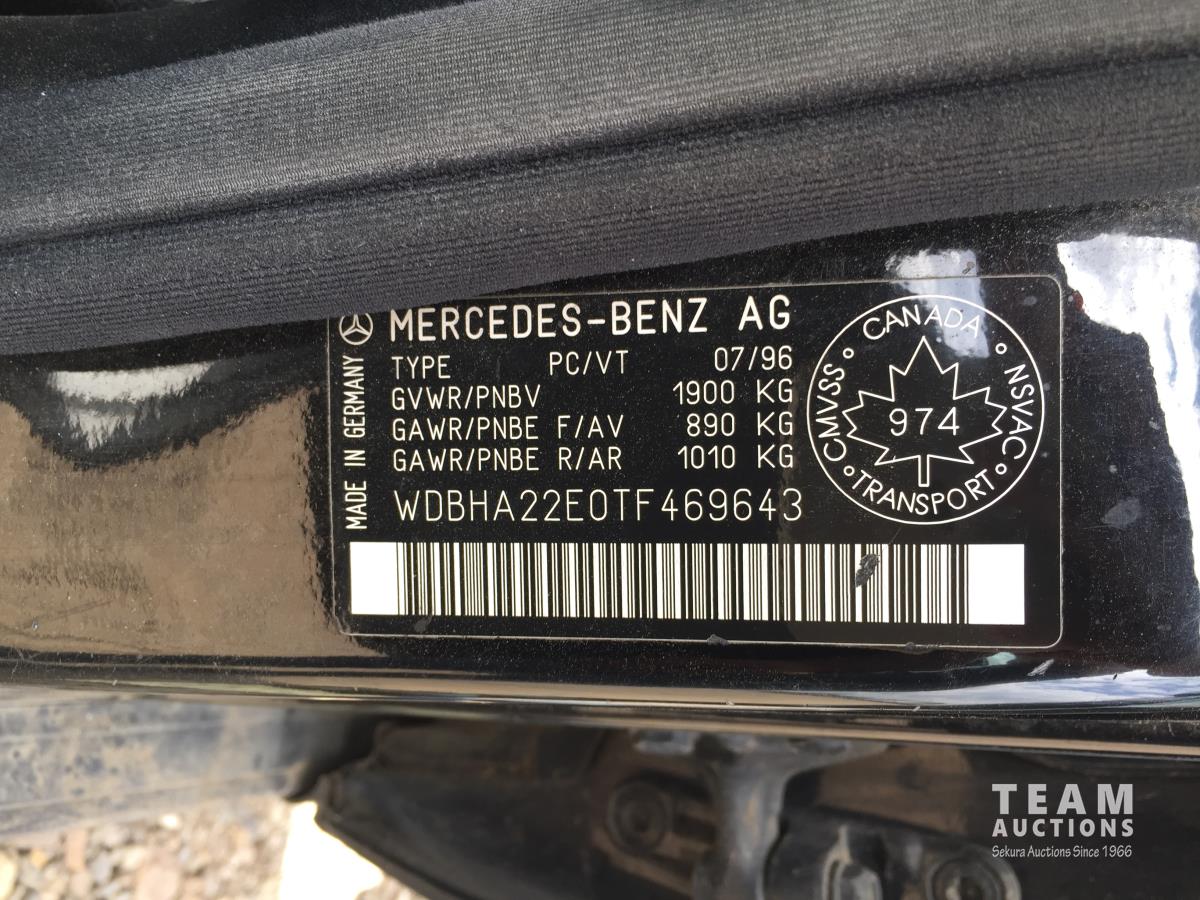 MERCEDES-BENZ AG
TYPE PC/VT 07/96
GVWR/PNBV 1900 KG
GAWR/PNBE F/AV 890 KG
GAWR/PNBE R/AR 1010 KG
WDBHA22E0TF469643
MADE IN GERMANY
CANADA
CMVSS
NSVAC
974
TRANSPORT
TEAM
AUCTIONS
Sekura Auctions Since 1966